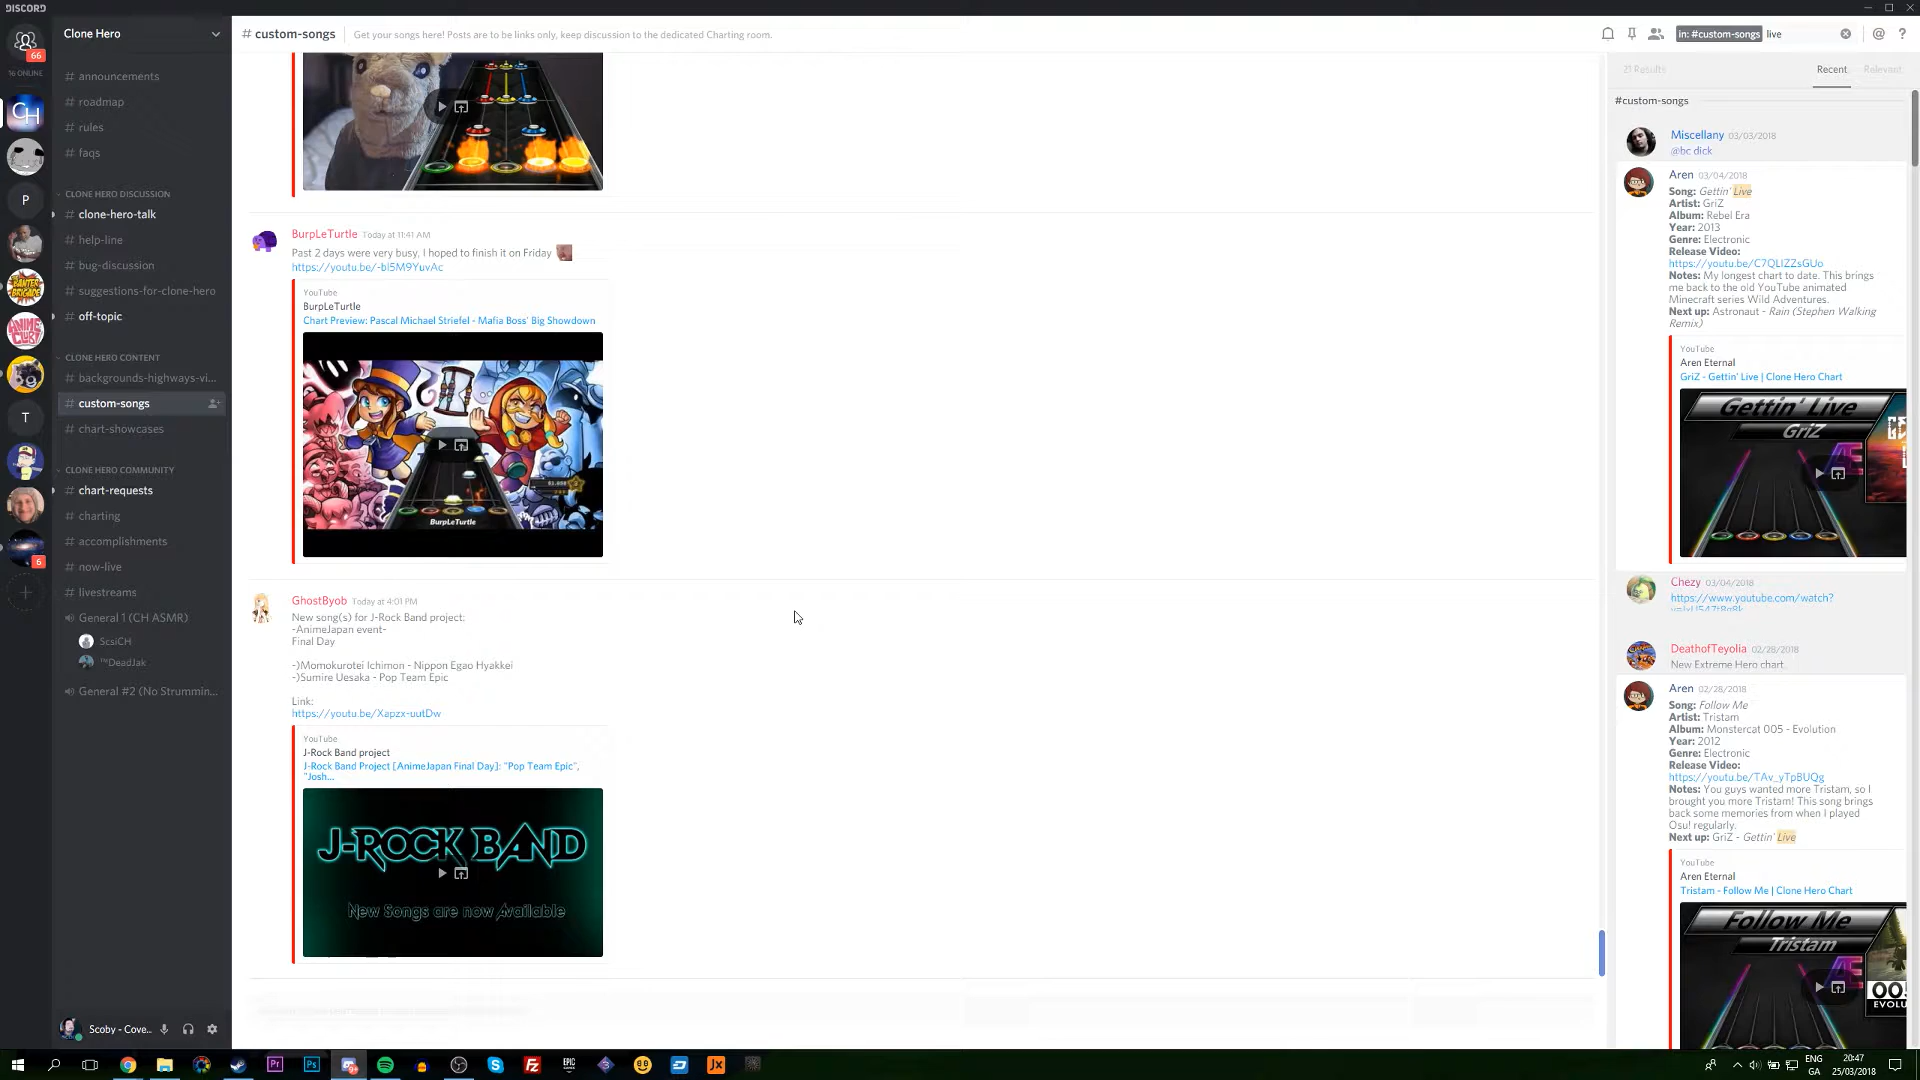 DISCORD
66
16 ONLINE
CH
P
T
6
Clone Hero
# announcements
# roadmap
# rules
# faqs
CLONE HERO DISCUSSION
# clone-hero-talk
# help-line
# bug-discussion
# suggestions-for-clone-hero
# off-topic
CLONE HERO CONTENT
# backgrounds-highways-vi...
# custom-songs
# chart-showcases
CLONE HERO COMMUNITY
# chart-requests
# charting
# accomplishments
# now-live
# livestreams
General 1 (CH ASMR)
ScsiCH
™DeadJak
General #2 (No Strummin...
Scoby - Cove...
# custom-songs
Get your songs here! Posts are to be links only, keep discussion to the dedicated Charting room.
in: #custom-songs live
BurpLeTurtle Today at 11:41 AM
Past 2 days were very busy, I hoped to finish it on Friday
https://youtu.be/-bI5M9YuvAc
YouTube
BurpLeTurtle
Chart Preview: Pascal Michael Striefel - Mafia Boss' Big Showdown
BurpLeTurtle
GhostByob Today at 4:01 PM
New song(s) for J-Rock Band project:
-AnimeJapan event-
Final Day
-)Momokurotei Ichimon - Nippon Egao Hyakkei
-)Sumire Uesaka - Pop Team Epic
Link:
https://youtu.be/Xapzx-uutDw
YouTube
J-Rock Band project
J-Rock Band Project [AnimeJapan Final Day]: "Pop Team Epic",
"Josh...
J-ROCK BAND
New Songs are now Available
21 Results
Recent
Relevant
#custom-songs
Miscellany 03/03/2018
@bc dick
Aren 03/04/2018
Song: Gettin' Live
Artist: GriZ
Album: Rebel Era
Year: 2013
Genre: Electronic
Release Video:
https://youtu.be/C7QLIZZsGUo
Notes: My longest chart to date. This brings
me back to the old YouTube animated
Minecraft series Wild Adventures.
Next up: Astronaut - Rain (Stephen Walking
Remix)
YouTube
Aren Eternal
GriZ - Gettin' Live | Clone Hero Chart
Gettin' Live
GriZ
Chezy 03/04/2018
https://www.youtube.com/watch?
DeathofTeyolia 02/28/2018
New Extreme Hero chart.
Aren 02/28/2018
Song: Follow Me
Artist: Tristam
Album: Monstercat 005 - Evolution
Year: 2012
Genre: Electronic
Release Video:
https://youtu.be/TAv_yTpBUQg
Notes: You guys wanted more Tristam, so I
brought you more Tristam! This song brings
back some memories from when I played
Osu! regularly.
Next up: GriZ - Gettin' Live
YouTube
Aren Eternal
Tristam - Follow Me | Clone Hero Chart
Follow Me
Tristam
005
EVOLU
Pr
Ps
EPIC
GAMES
JX
ENG
GA
20:47
25/03/2018